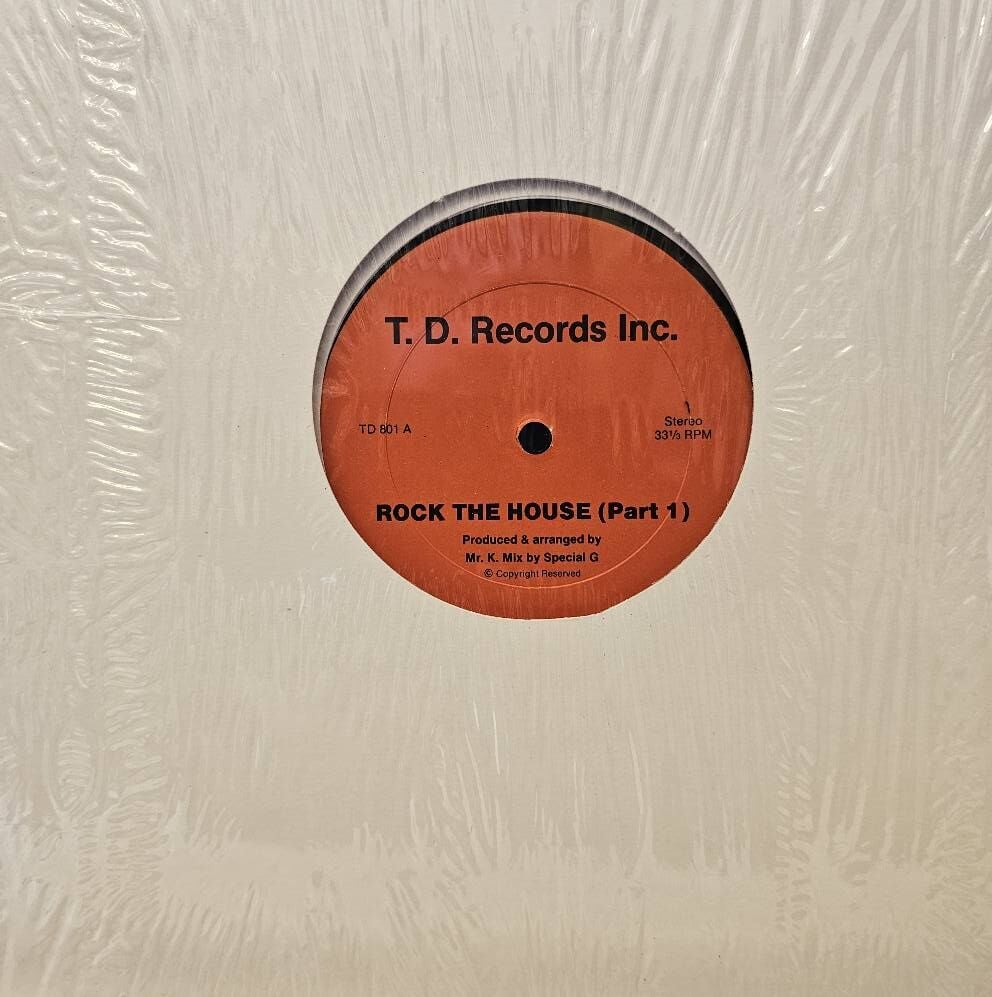 T. D. Records Inc.
TD 801 A
Stereo
33⅓ RPM
ROCK THE HOUSE (Part 1)
Produced & arranged by
Mr. K. Mix by Special G
© Copyright Reserved